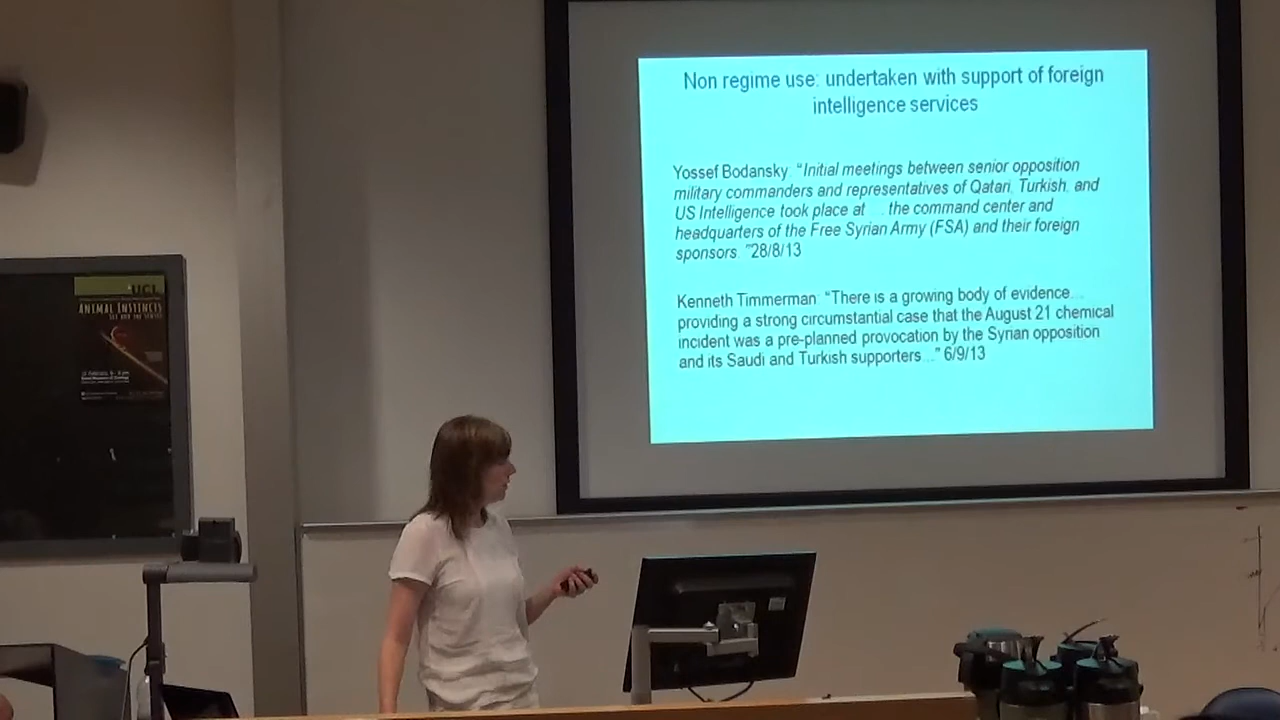 Non regime use: undertaken with support of foreign
intelligence services
Yossef Bodansky: "Initial meetings between senior opposition
military commanders and representatives of Qatari, Turkish, and
US Intelligence took place at ... the command center and
headquarters of the Free Syrian Army (FSA) and their foreign
sponsors. "28/8/13
Kenneth Timmerman: "There is a growing body of evidence...
providing a strong circumstantial case that the August 21 chemical
incident was a pre-planned provocation by the Syrian opposition
and its Saudi and Turkish supporters..." 6/9/13
UCL
ANIMAL INSTINCTS